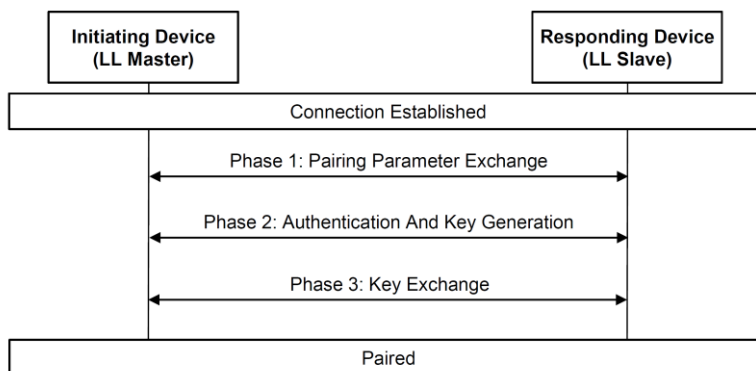 Initiating Device
(LL Master)
Responding Device
(LL Slave)
Connection Established
Phase 1: Pairing Parameter Exchange
Phase 2: Authentication And Key Generation
Phase 3: Key Exchange
Paired